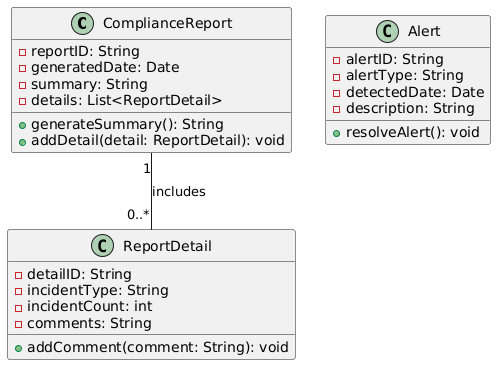 C ComplianceReport
reportID: String
generatedDate: Date
summary: String
details: List<ReportDetail>
generateSummary(): String
addDetail(detail: ReportDetail): void
C Alert
alertID: String
alertType: String
detectedDate: Date
description: String
resolveAlert(): void
1
includes
0..*
C ReportDetail
detailID: String
incidentType: String
incidentCount: int
comments: String
addComment(comment: String): void